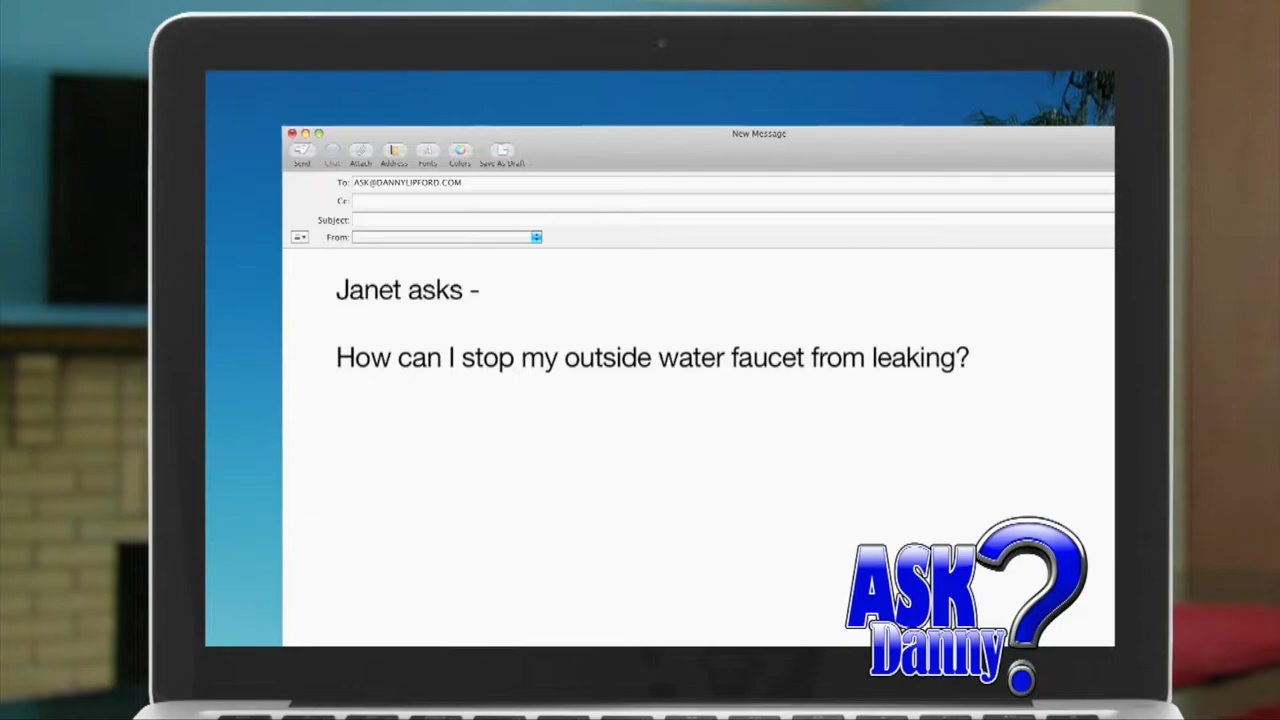 New Message
Send Chat Attach Address Fonts Colors Save As Draft
To: ASK@DANNYLIPFORD.COM
Cc:
Subject:
From:
Janet asks -
How can I stop my outside water faucet from leaking?
ASK
Danny
?